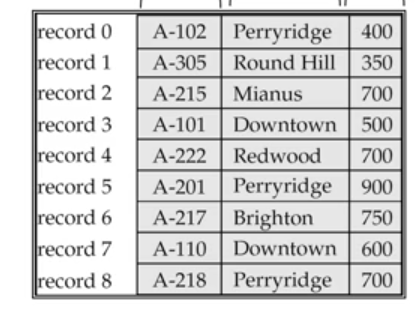 record 0 A-102 Perryridge 400
record 1 A-305 Round Hill 350
record 2 A-215 Mianus 700
record 3 A-101 Downtown 500
record 4 A-222 Redwood 700
record 5 A-201 Perryridge 900
record 6 A-217 Brighton 750
record 7 A-110 Downtown 600
record 8 A-218 Perryridge 700